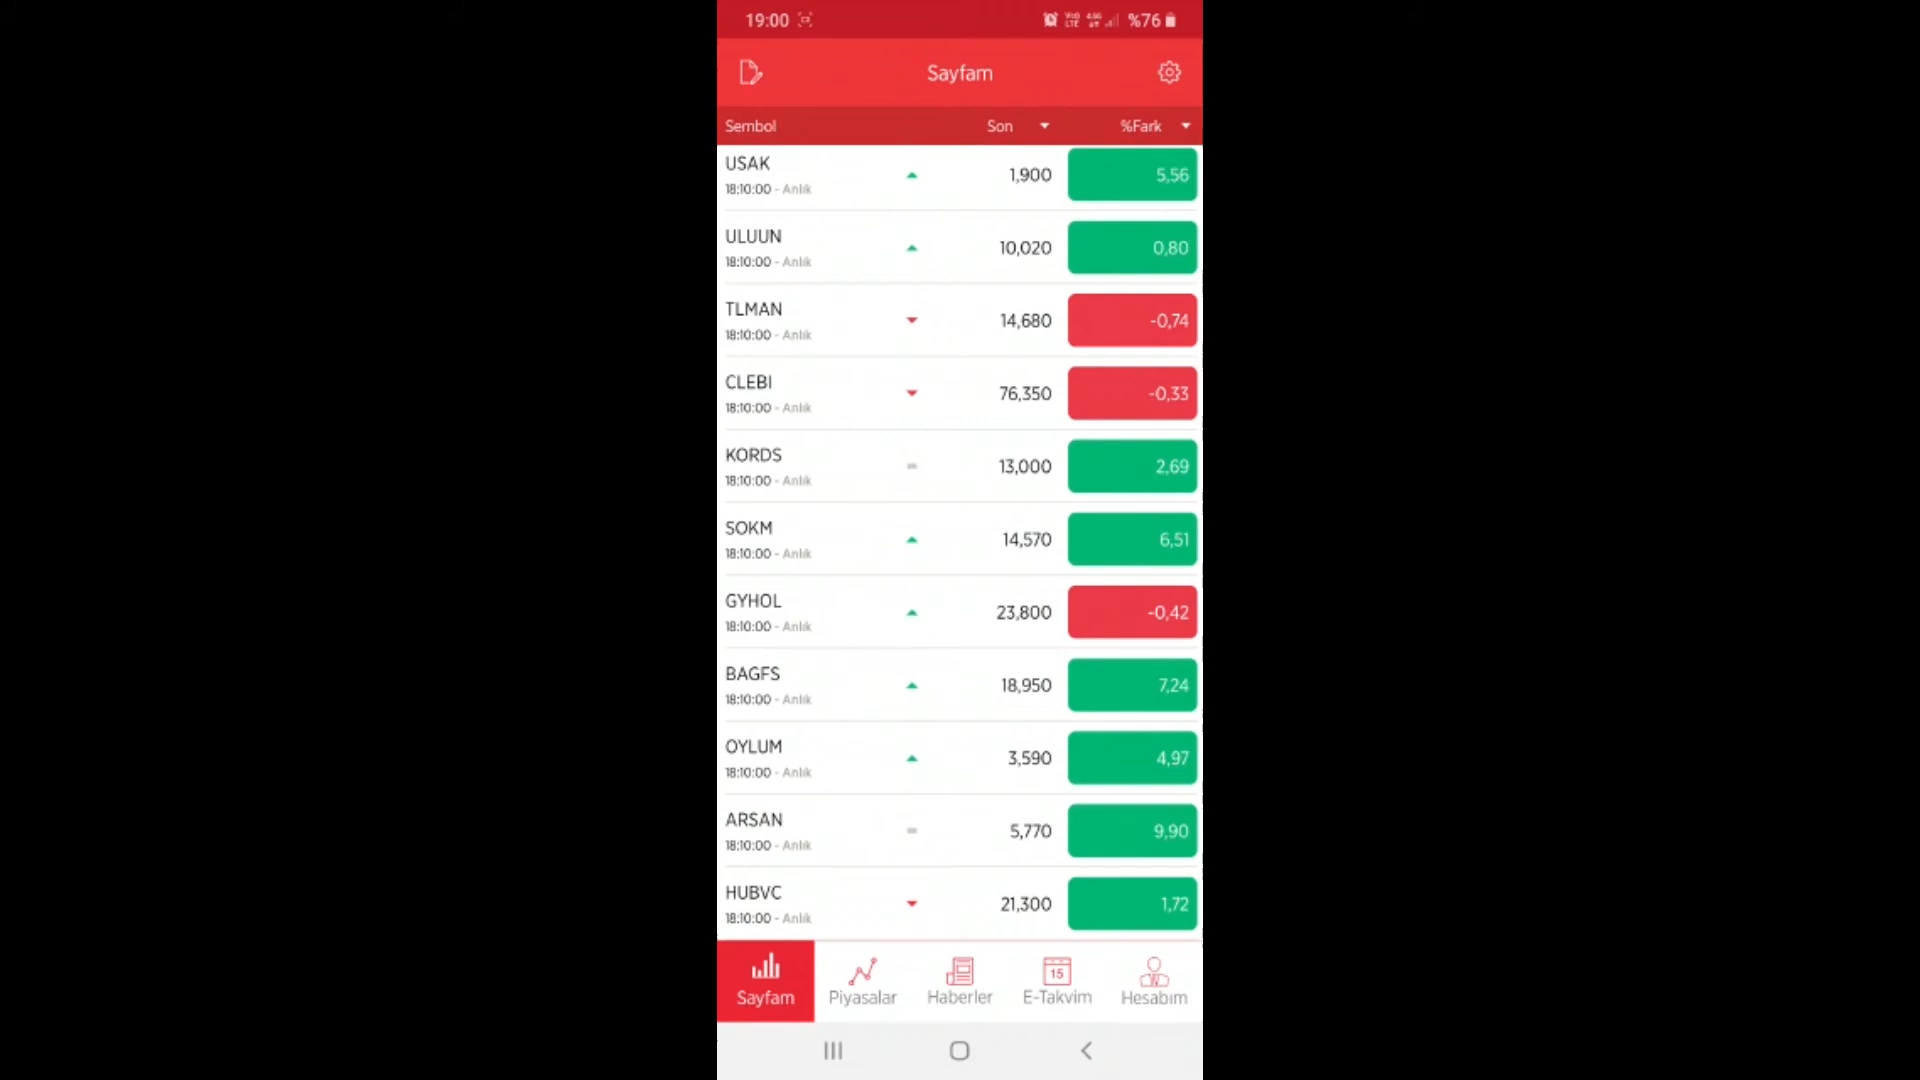 19:00 %76
Sayfam
Sembol Son %Fark
USAK 1,900 5,56
18:10:00 - Anlık
ULUUN 10,020 0,80
18:10:00 - Anlık
TLMAN 14,680 -0,74
18:10:00 - Anlık
CLEBI 76,350 -0,33
18:10:00 - Anlık
KORDS 13,000 2,69
18:10:00 - Anlık
SOKM 14,570 6,51
18:10:00 - Anlık
GYHOL 23,800 -0,42
18:10:00 - Anlık
BAGFS 18,950 7,24
18:10:00 - Anlık
OYLUM 3,590 4,97
18:10:00 - Anlık
ARSAN 5,770 9,90
18:10:00 - Anlık
HUBVC 21,300 1,72
18:10:00 - Anlık
15
Sayfam Piyasalar Haberler E-Takvim Hesabım